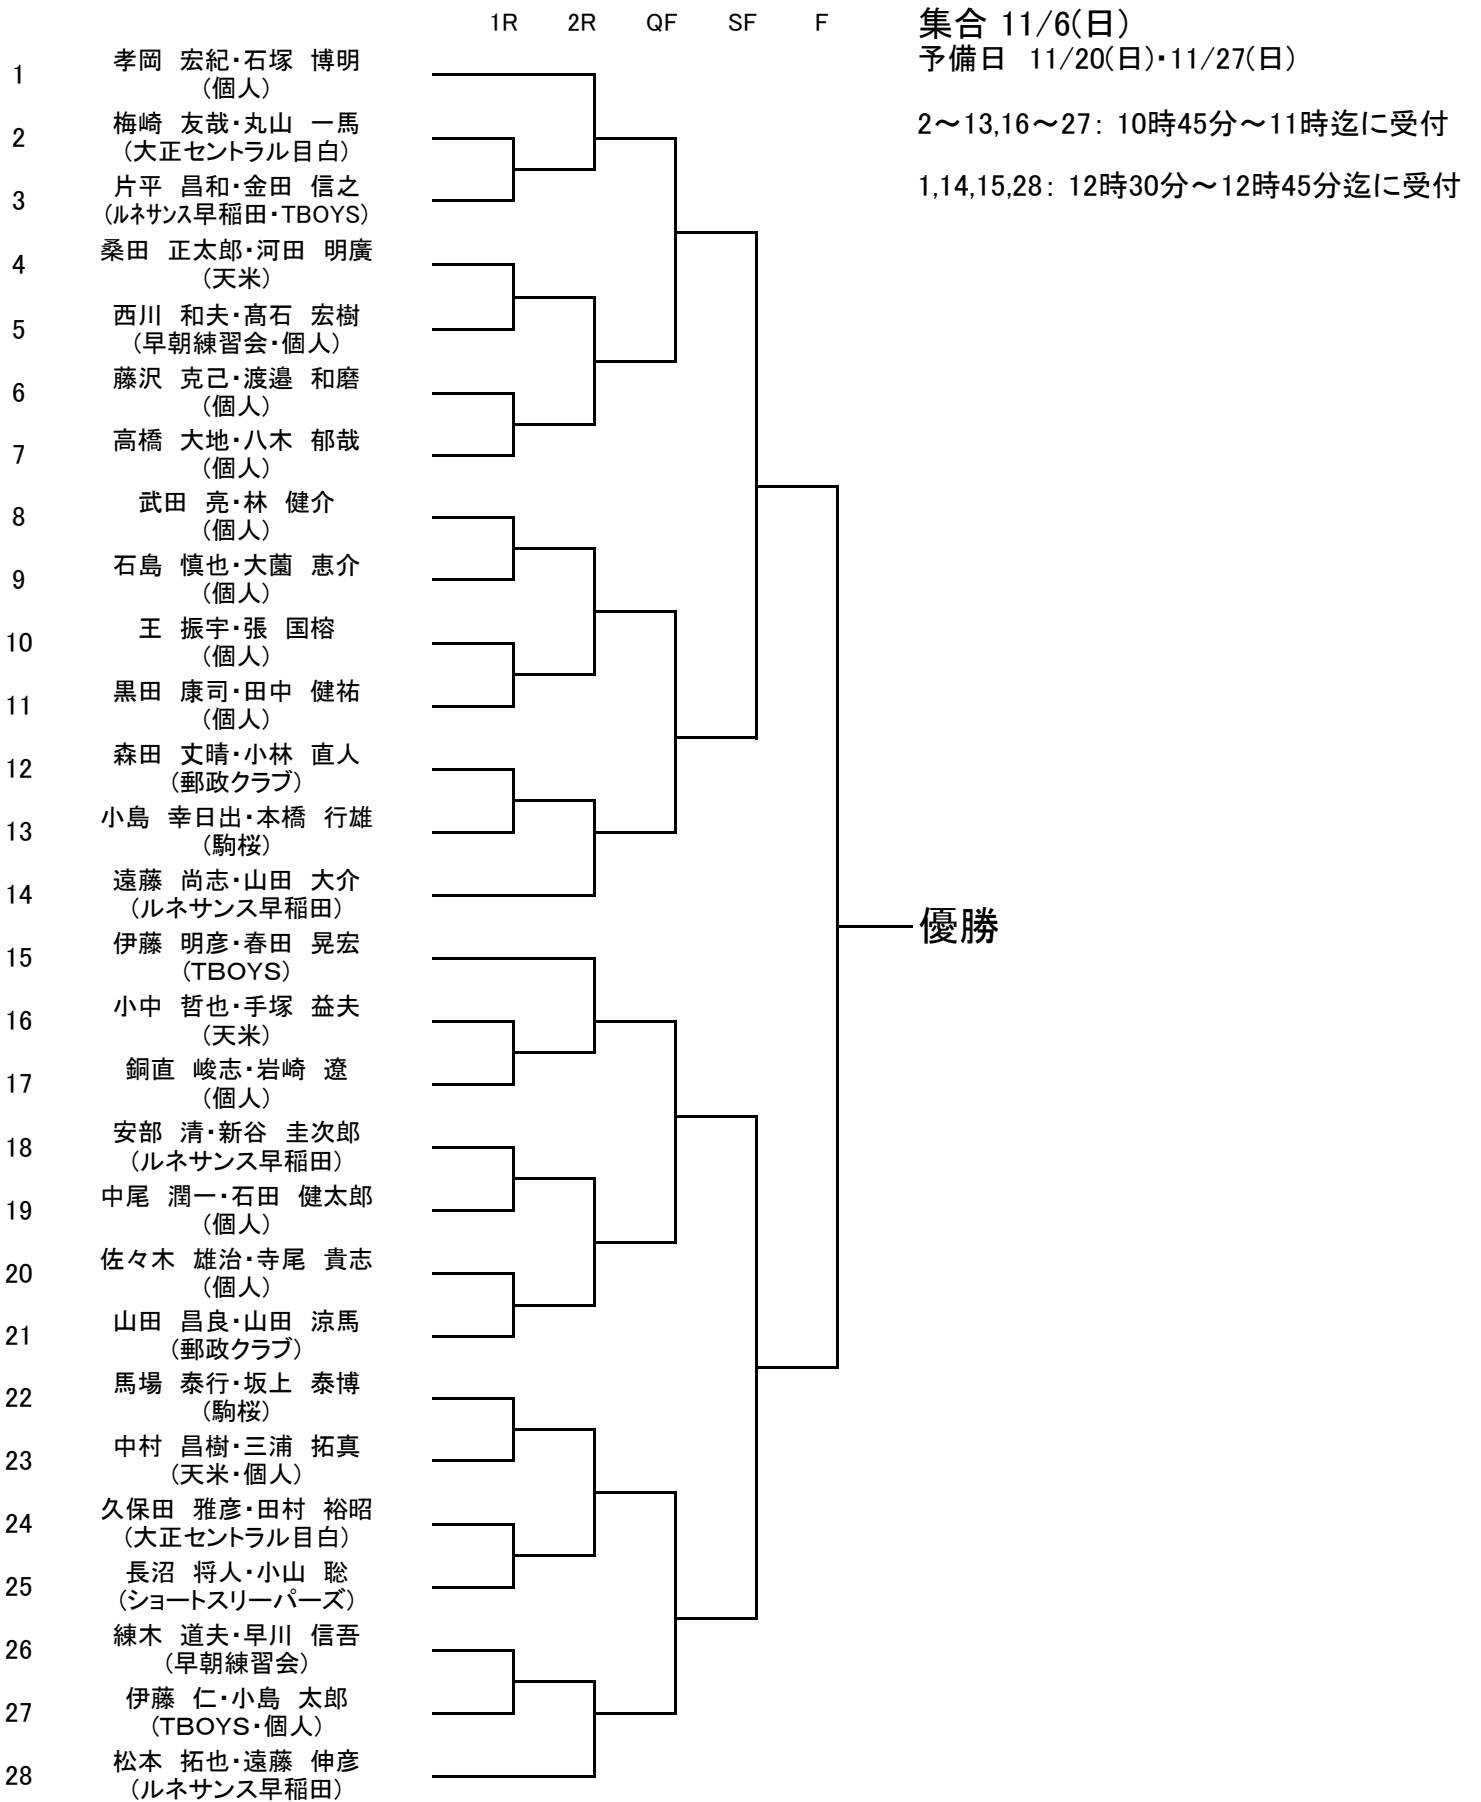 1R 2R QF SF F
集合 11/6(日)
予備日 11/20(日)・11/27(日)
2～13,16～27: 10時45分～11時迄に受付
1,14,15,28: 12時30分～12時45分迄に受付
1 孝岡 宏紀・石塚 博明
(個人)
2 梅崎 友哉・丸山 一馬
(大正セントラル目白)
3 片平 昌和・金田 信之
(ﾙﾈｻﾝｽ早稲田・TBOYS)
4 桑田 正太郎・河田 明廣
(天米)
5 西川 和夫・髙石 宏樹
(早朝練習会・個人)
6 藤沢 克己・渡邉 和磨
(個人)
7 高橋 大地・八木 郁哉
(個人)
8 武田 亮・林 健介
(個人)
9 石島 慎也・大薗 恵介
(個人)
10 王 振宇・張 国榕
(個人)
11 黒田 康司・田中 健祐
(個人)
12 森田 丈晴・小林 直人
(郵政クラブ)
13 小島 幸日出・本橋 行雄
(駒桜)
14 遠藤 尚志・山田 大介
(ルネサンス早稲田)
優勝
15 伊藤 明彦・春田 晃宏
(TBOYS)
16 小中 哲也・手塚 益夫
(天米)
17 銅直 峻志・岩崎 遼
(個人)
18 安部 清・新谷 圭次郎
(ルネサンス早稲田)
19 中尾 潤一・石田 健太郎
(個人)
20 佐々木 雄治・寺尾 貴志
(個人)
21 山田 昌良・山田 涼馬
(郵政クラブ)
22 馬場 泰行・坂上 泰博
(駒桜)
23 中村 昌樹・三浦 拓真
(天米・個人)
24 久保田 雅彦・田村 裕昭
(大正セントラル目白)
25 長沼 将人・小山 聡
(ショートスリーパーズ)
26 練木 道夫・早川 信吾
(早朝練習会)
27 伊藤 仁・小島 太郎
(TBOYS・個人)
28 松本 拓也・遠藤 伸彦
(ルネサンス早稲田)